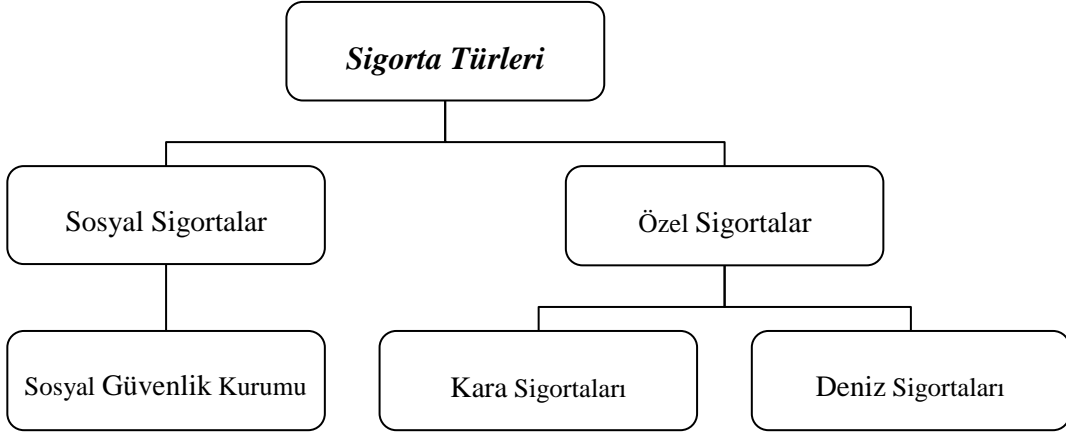 Sigorta Türleri
Sosyal Sigortalar
Özel Sigortalar
Sosyal Güvenlik Kurumu
Kara Sigortaları
Deniz Sigortaları